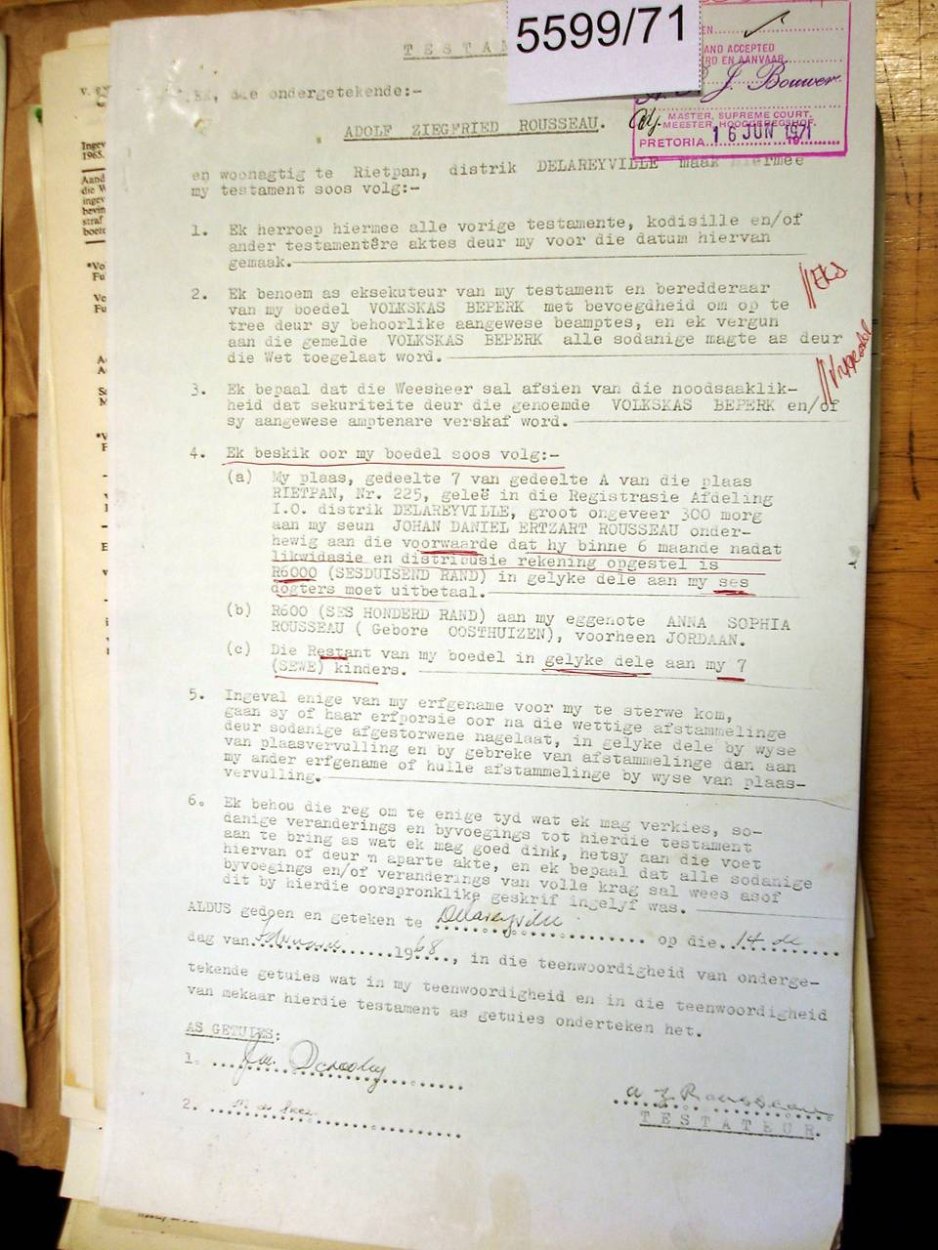 5599/71
TESTA
AND ACCEPTED
EN AANVAAR
J. Bouwer
MASTER, SUPREME COURT.
MEESTER, HOOGGEREGSHOF.
PRETORIA 16 JUN 1971
die ondergetekende:-
ADOLF ZIEGFRIED ROUSSEAU.
en woonagtig te Rietpan, distrik DELAREYVILLE maak hiermee
my testament soos volg:-
1. Ek herroep hiermee alle vorige testamente, kodisille en/of
ander testamentêre aktes deur my voor die datum hiervan
gemaak.
2. Ek benoem as eksekuteur van my testament en beredderaar
van my boedel VOLKSKAS BEPERK met bevoegdheid om op te
tree deur sy behoorlike aangewese beamptes, en ek vergun
aan die gemelde VOLKSKAS BEPERK alle sodanige magte as deur
die Wet toegelaat word.
3. Ek bepaal dat die Weesheer sal afsien van die noodsaaklik-
heid dat sekuriteite deur die genoemde VOLKSKAS BEPERK en/of
sy aangewese amptenare verskaf word.
4. Ek beskik oor my boedel soos volg:-
(a) My plaas, gedeelte 7 van gedeelte A van die plaas
RIETPAN, Nr. 225, geleë in die Registrasie Afdeling
I.O. distrik DELAREYVILLE, groot ongeveer 300 morg
aan my seun JOHAN DANIEL ERTZART ROUSSEAU onder-
hewig aan die voorwaarde dat hy binne 6 maande nadat
likwidasie en distribusie rekening opgestel is
R6000 (SESDUISEND RAND) in gelyke dele aan my ses
dogters moet uitbetaal.
(b) R600 (SES HONDERD RAND) aan my eggenote ANNA SOPHIA
ROUSSEAU ( Gebore OOSTHUIZEN), voorheen JORDAAN.
(c) Die Restant van my boedel in gelyke dele aan my 7
(SEWE) kinders.
5. Ingeval enige van my erfgename voor my te sterwe kom,
gaan sy of haar erfporsie oor na die wettige afstammelinge
deur sodanige afgestorwene nagelaat, in gelyke dele by wyse
van plaasvervulling en by gebreke van afstammelinge dan aan
my ander erfgename of hulle afstammelinge by wyse van plaas-
vervulling.
6. Ek behou die reg om te enige tyd wat ek mag verkies, so-
danige veranderings en byvoegings tot hierdie testament
aan te bring as wat ek mag goed dink, hetsy aan die voet
hiervan of deur 'n aparte akte, en ek bepaal dat alle sodanige
byvoegings en/of veranderings van volle krag sal wees asof
dit by hierdie oorspronklike geskrif ingelyf was.
ALDUS gedoen en geteken te Delareyville op die 14 de
dag van 1968, in die teenwoordigheid van onderge-
tekende getuies wat in my teenwoordigheid en in die teenwoordigheid
van mekaar hierdie testament as getuies onderteken het.
AS GETUIES:
1.
2.
a Z Rousseau
TESTATEUR.
EKS